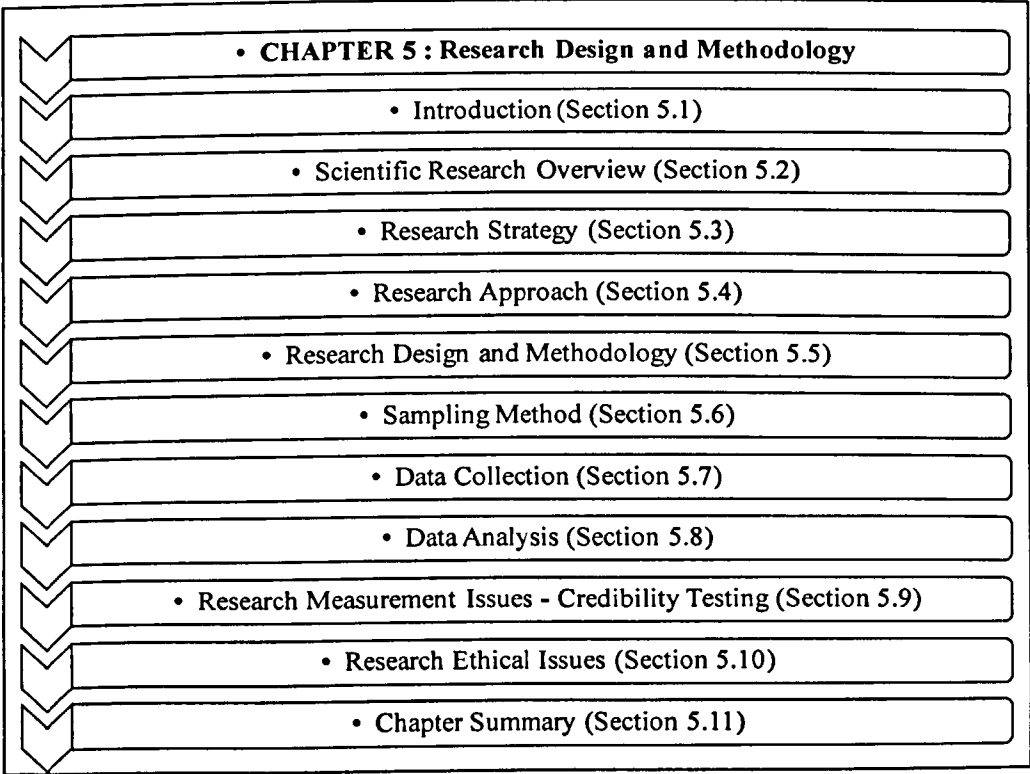 • CHAPTER 5 : Research Design and Methodology
• Introduction (Section 5.1)
• Scientific Research Overview (Section 5.2)
• Research Strategy (Section 5.3)
• Research Approach (Section 5.4)
• Research Design and Methodology (Section 5.5)
• Sampling Method (Section 5.6)
• Data Collection (Section 5.7)
• Data Analysis (Section 5.8)
• Research Measurement Issues - Credibility Testing (Section 5.9)
• Research Ethical Issues (Section 5.10)
• Chapter Summary (Section 5.11)